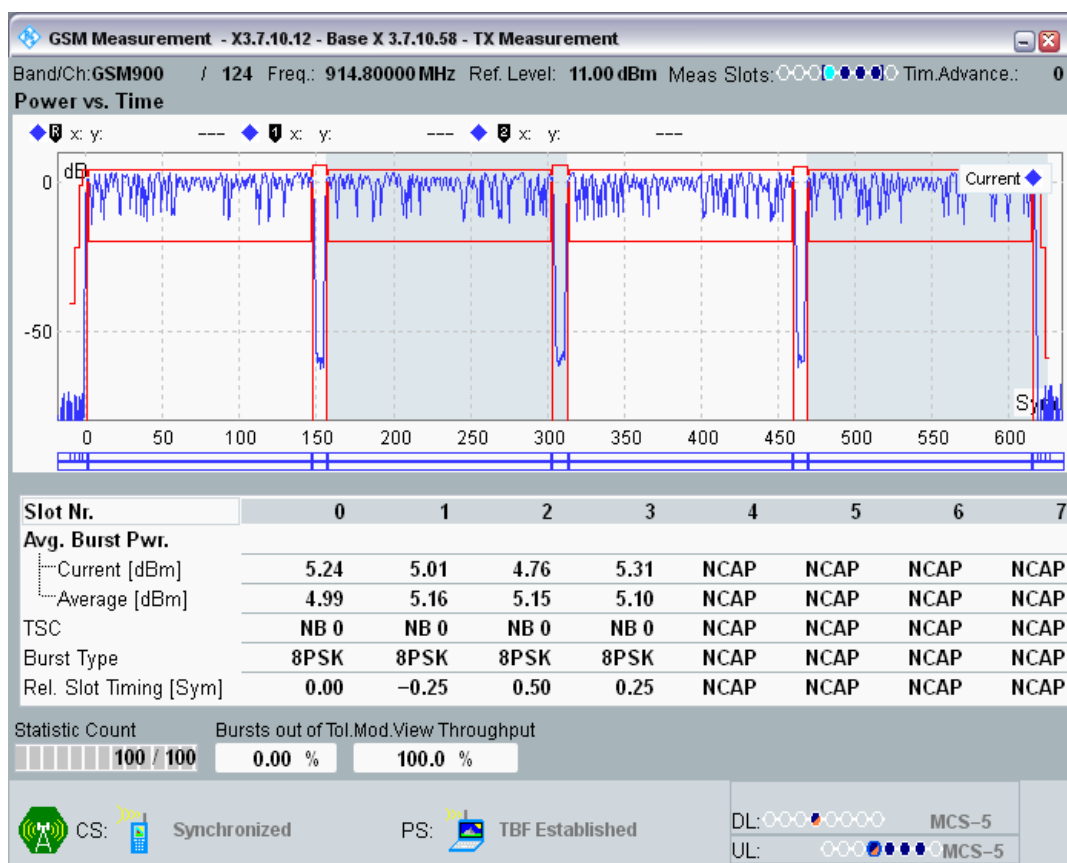 GSM Measurement - X3.7.10.12 - Base X 3.7.10.58 - TX Measurement
Band/Ch:GSM900 / 124 Freq.: 914.80000 MHz Ref. Level: 11.00 dBm Meas Slots: Tim.Advance.: 0
Power vs. Time
R x: y: --- 1 x: y: --- 2 x: y: ---
dB
0
Current
-50
0 50 100 150 200 250 300 350 400 450 500 550 600
Slot Nr. 0 1 2 3 4 5 6 7
Avg. Burst Pwr.
Current [dBm] 5.24 5.01 4.76 5.31 NCAP NCAP NCAP NCAP
Average [dBm] 4.99 5.16 5.15 5.10 NCAP NCAP NCAP NCAP
TSC NB 0 NB 0 NB 0 NB 0 NCAP NCAP NCAP NCAP
Burst Type 8PSK 8PSK 8PSK 8PSK NCAP NCAP NCAP NCAP
Rel. Slot Timing [Sym] 0.00 −0.25 0.50 0.25 NCAP NCAP NCAP NCAP
Statistic Count Bursts out of Tol. Mod.View Throughput
100 / 100 0.00 % 100.0 %
CS: Synchronized PS: TBF Established DL: MCS−5
UL: MCS−5